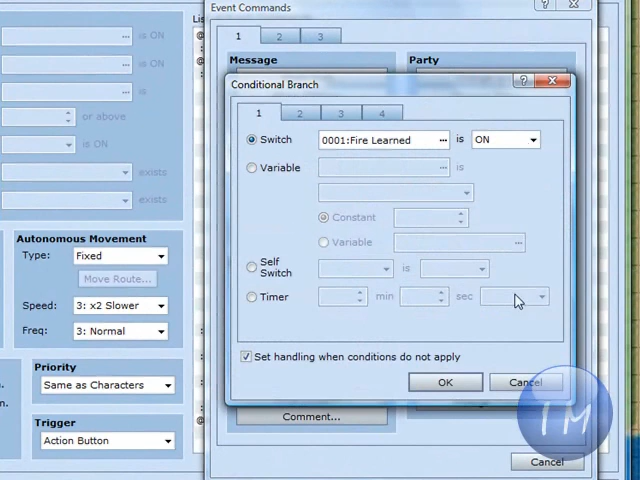 Event Commands
...
is ON
1
2
3
...
is ON
Message
Party
...
is
or above
is ON
exists
exists
Conditional Branch
1
2
3
4
Switch
0001:Fire Learned
...
is
ON
Variable
...
is
Constant
Variable
...
Self
Switch
is
Timer
min
sec
Set handling when conditions do not apply
OK
Cancel
Autonomous Movement
Type:
Fixed
Move Route...
Speed:
3: x2 Slower
Freq:
3: Normal
Priority
Same as Characters
Trigger
Action Button
Comment...
Cancel
TM